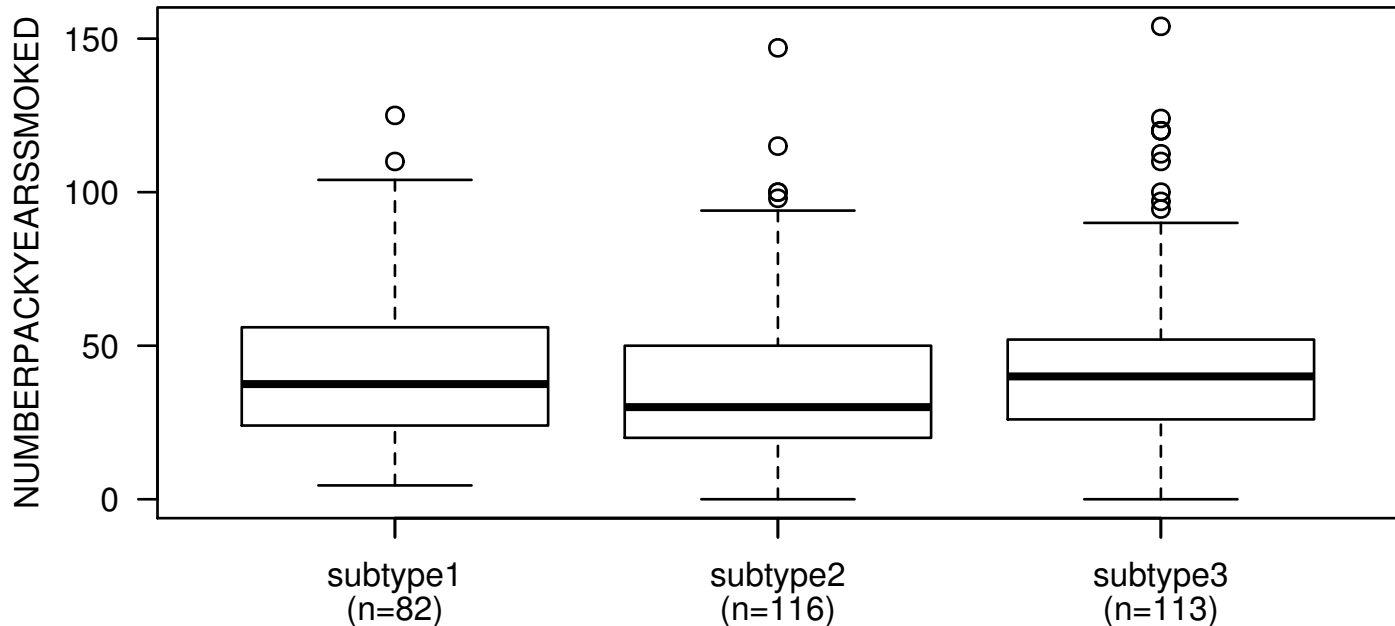 NUMBERPACKYEARSSMOKED
150
100
50
0
subtype1
(n=82)
subtype2
(n=116)
subtype3
(n=113)